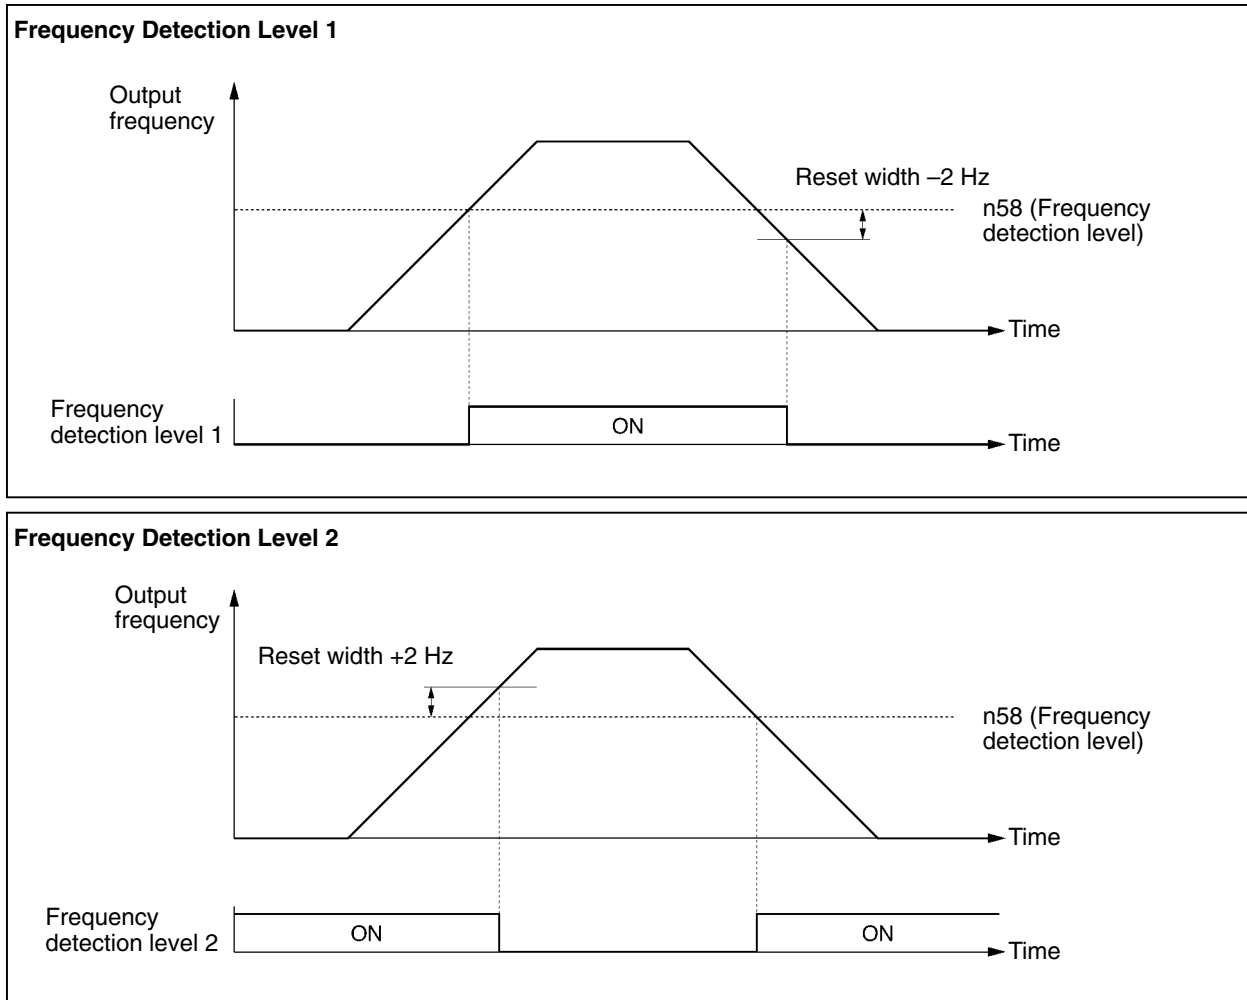 Frequency Detection Level 1
Output
frequency
Reset width –2 Hz
n58 (Frequency
detection level)
Time
Frequency
detection level 1
ON
Time
Frequency Detection Level 2
Output
frequency
Reset width +2 Hz
n58 (Frequency
detection level)
Time
Frequency
detection level 2
ON
ON
Time